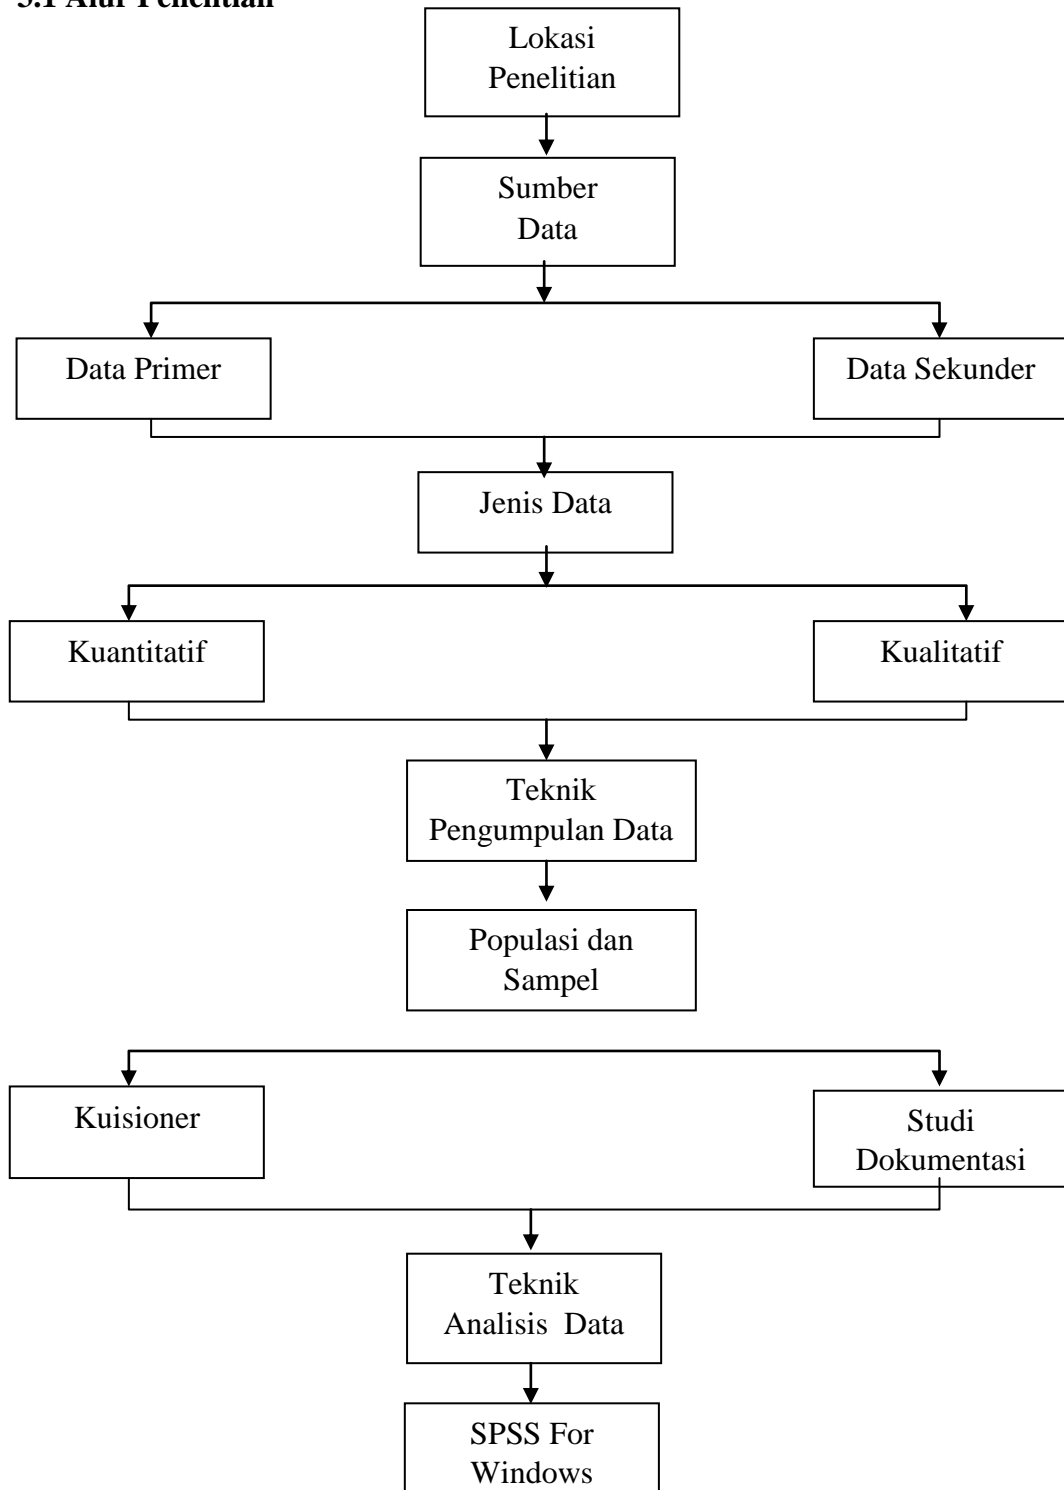 3.1 Alur Penelitian
Lokasi
Penelitian
Sumber
Data
Data Primer
Data Sekunder
Jenis Data
Kuantitatif
Kualitatif
Teknik
Pengumpulan Data
Populasi dan
Sampel
Kuisioner
Studi
Dokumentasi
Teknik
Analisis Data
SPSS For
Windows